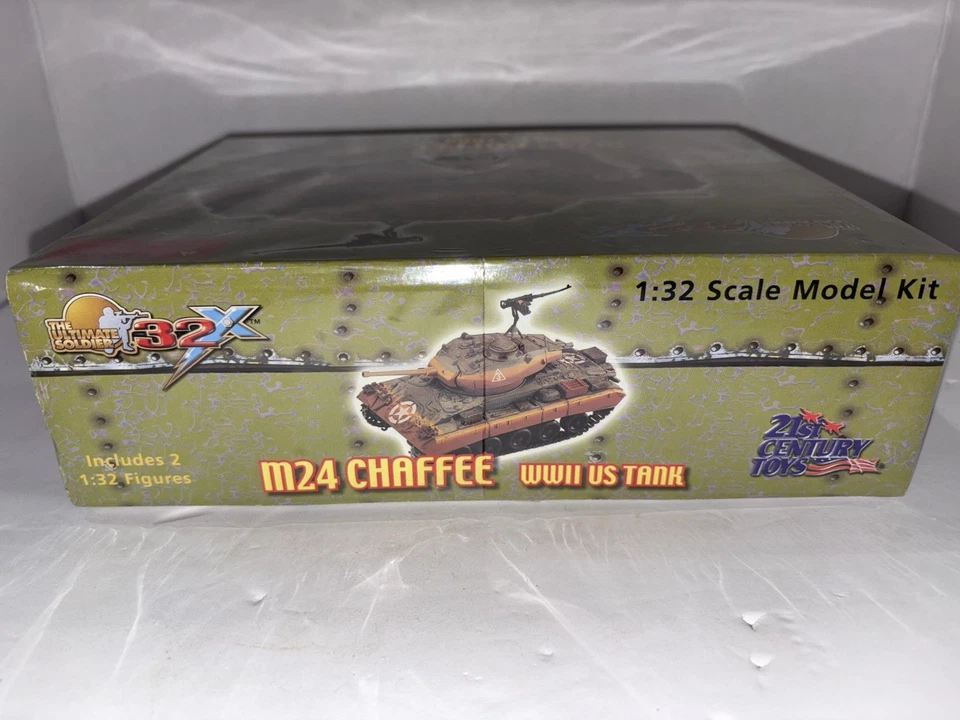 1:32 Scale Model Kit
THE
ULTIMATE
SOLDIER
32X™
21st
CENTURY
TOYS
Includes 2
1:32 Figures
M24 CHAFFEE WWII US TANK